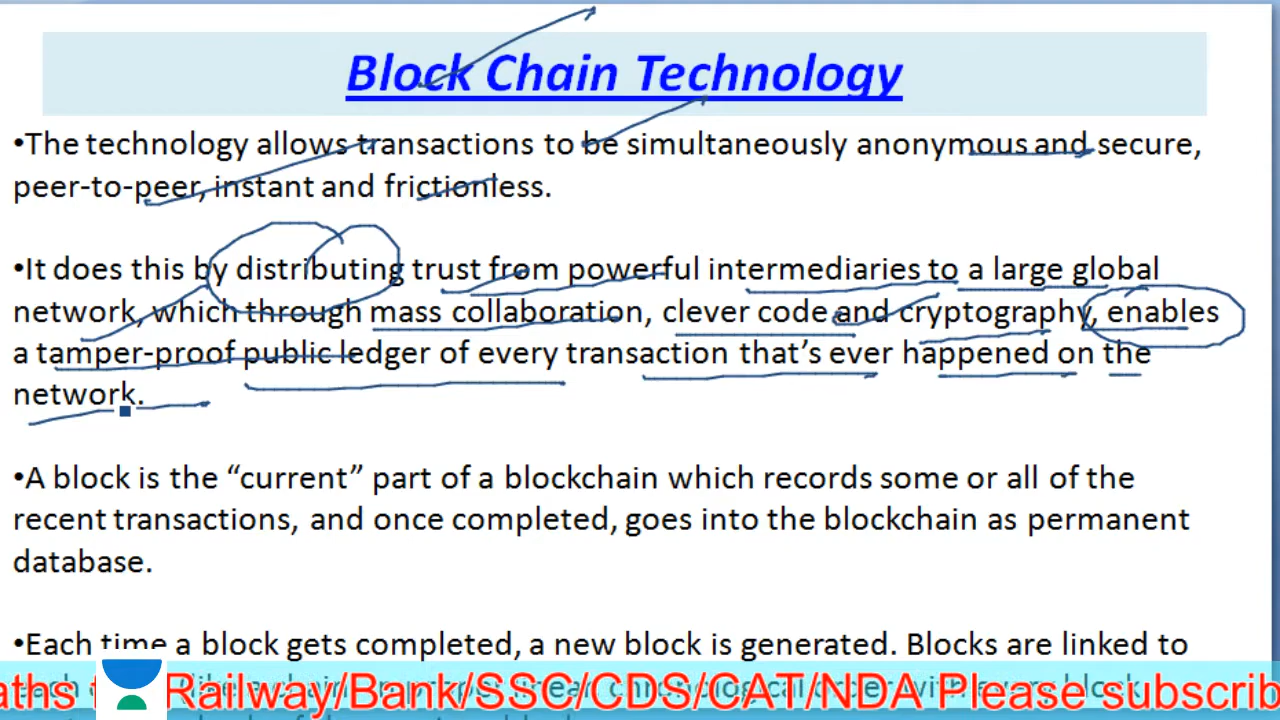 Block Chain Technology
•The technology allows transactions to be simultaneously anonymous and secure,
peer-to-peer, instant and frictionless.
•It does this by distributing trust from powerful intermediaries to a large global
network, which through mass collaboration, clever code and cryptography, enables
a tamper-proof public ledger of every transaction that’s ever happened on the
network.
•A block is the “current” part of a blockchain which records some or all of the
recent transactions, and once completed, goes into the blockchain as permanent
database.
•Each time a block gets completed, a new block is generated. Blocks are linked to
Railway/Bank/SSC/CDS/CAT/NDA Please subscrib